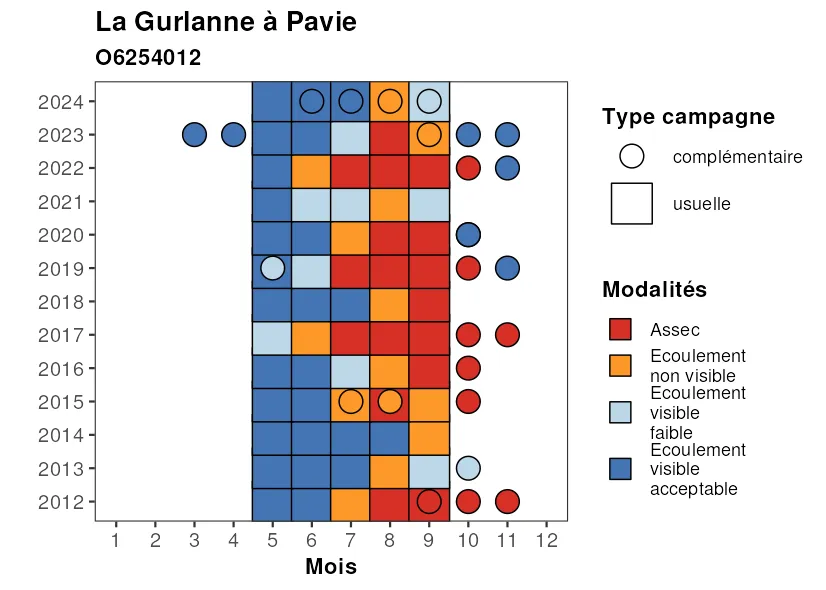 La Gurlanne à Pavie
O6254012
2024
2023
2022
2021
2020
2019
2018
2017
2016
2015
2014
2013
2012
1 2 3 4 5 6 7 8 9 10 11 12
Mois
Type campagne
complémentaire
usuelle
Modalités
Assec
Ecoulement
non visible
Ecoulement
visible
faible
Ecoulement
visible
acceptable